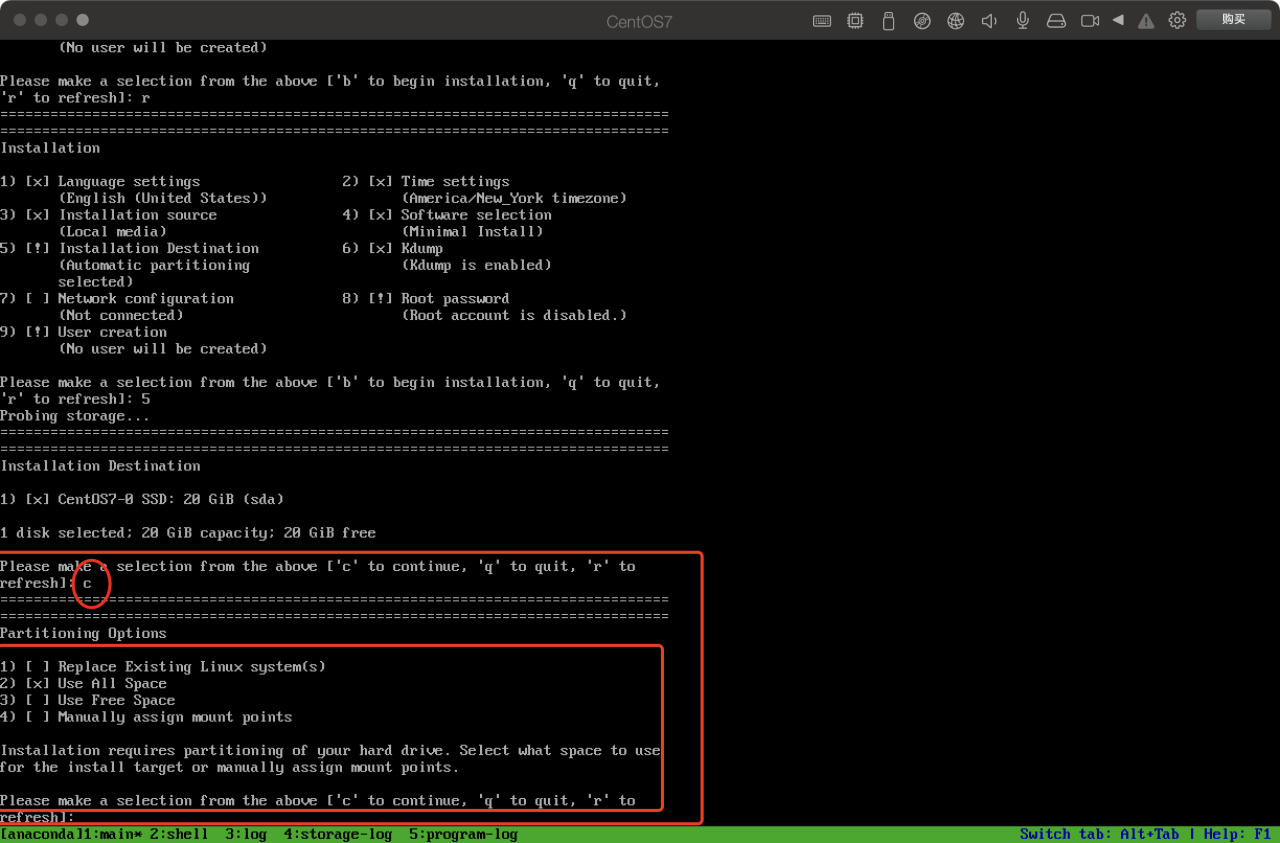 CentOS7
购买
(No user will be created)
Please make a selection from the above ['b' to begin installation, 'q' to quit,
'r' to refresh]: r
================================================================================
================================================================================
Installation
1) [x] Language settings 2) [x] Time settings
(English (United States)) (America/New_York timezone)
3) [x] Installation source 4) [x] Software selection
(Local media) (Minimal Install)
5) [!] Installation Destination 6) [x] Kdump
(Automatic partitioning (Kdump is enabled)
selected)
7) [ ] Network configuration 8) [!] Root password
(Not connected) (Root account is disabled.)
9) [!] User creation
(No user will be created)
Please make a selection from the above ['b' to begin installation, 'q' to quit,
'r' to refresh]: 5
Probing storage...
================================================================================
================================================================================
Installation Destination
1) [x] CentOS7-0 SSD: 20 GiB (sda)
1 disk selected; 20 GiB capacity; 20 GiB free
Please make a selection from the above ['c' to continue, 'q' to quit, 'r' to
refresh]: c
================================================================================
================================================================================
Partitioning Options
1) [ ] Replace Existing Linux system(s)
2) [x] Use All Space
3) [ ] Use Free Space
4) [ ] Manually assign mount points
Installation requires partitioning of your hard drive. Select what space to use
for the install target or manually assign mount points.
Please make a selection from the above ['c' to continue, 'q' to quit, 'r' to
refresh]:
[anaconda]1:main* 2:shell 3:log 4:storage-log 5:program-log Switch tab: Alt+Tab | Help: F1